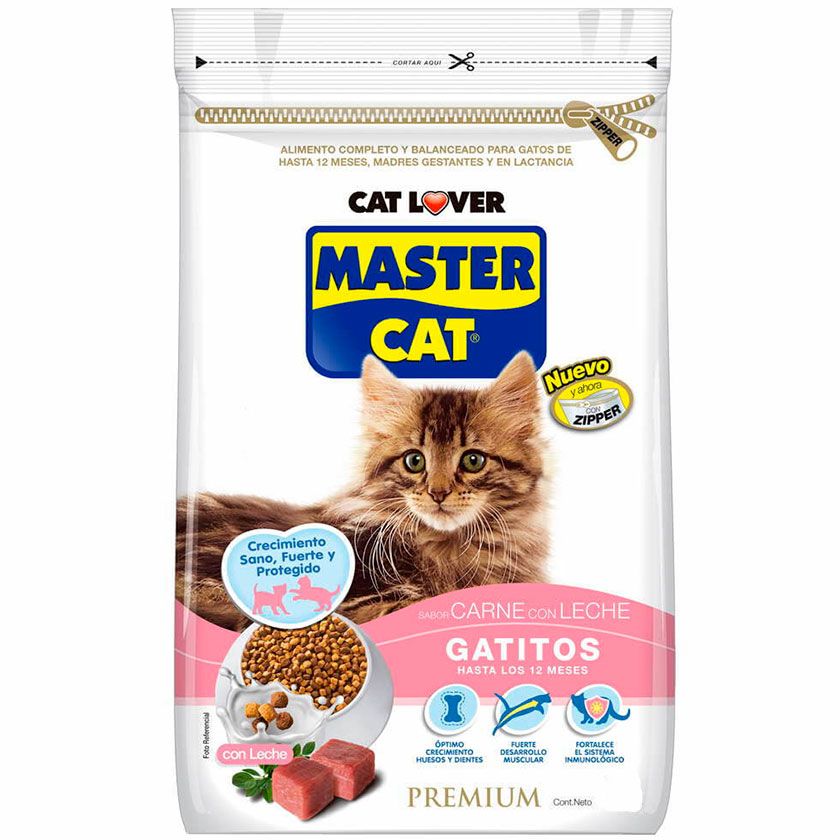 CORTAR AQUI
ZIPPER
ALIMENTO COMPLETO Y BALANCEADO PARA GATOS DE
HASTA 12 MESES, MADRES GESTANTES Y EN LACTANCIA
CAT LOVER
MASTER
CAT®
Nuevo
y ahora
CON
ZIPPER
Crecimiento
Sano, Fuerte y
Protegido
SABOR CARNE CON LECHE
GATITOS
HASTA LOS 12 MESES
ÓPTIMO
CRECIMIENTO
HUESOS Y DIENTES
FUERTE
DESARROLLO
MUSCULAR
FORTALECE
EL SISTEMA
INMUNOLÓGICO
Foto Referencial
con Leche
PREMIUM
Cont.Neto